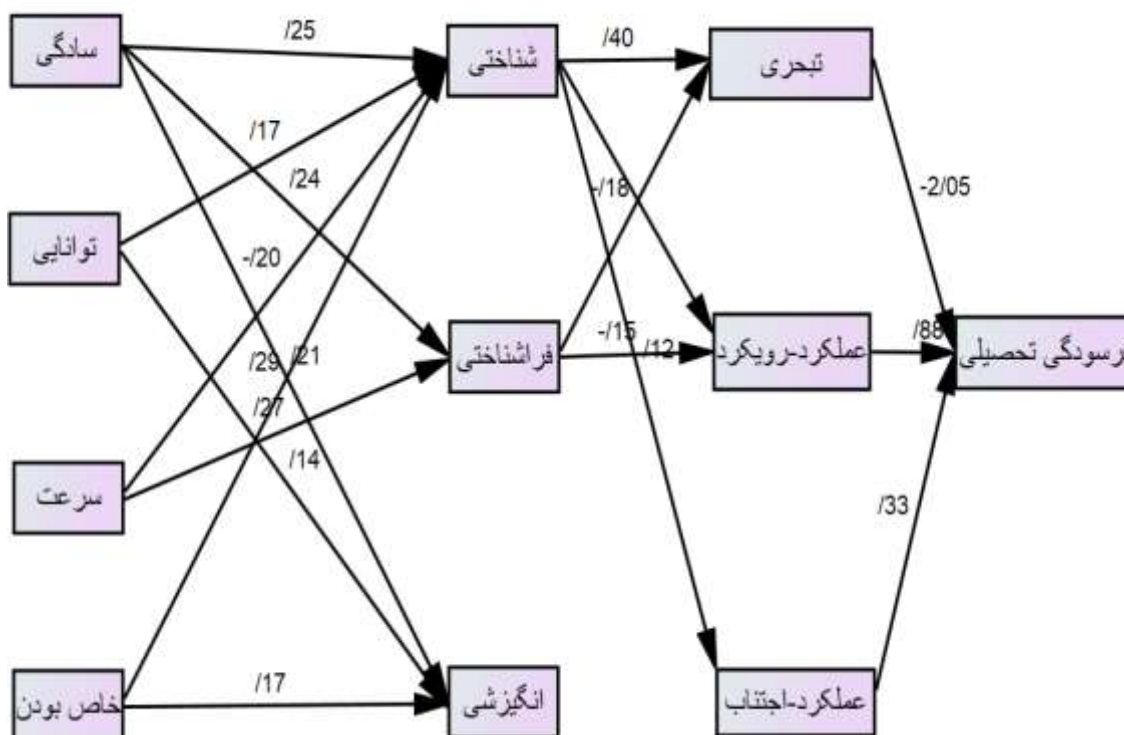 سادگی
توانایی
سرعت
خاص بودن
شناختی
فراشناختی
انگیزشی
تبحری
عملکرد-رویکرد
عملکرد-اجتناب
رسودگی تحصیلی
/25
/17
/24
-/20
/29
/21
/27
/14
/17
/40
-/18
-/15
/12
-2/05
/88
/33